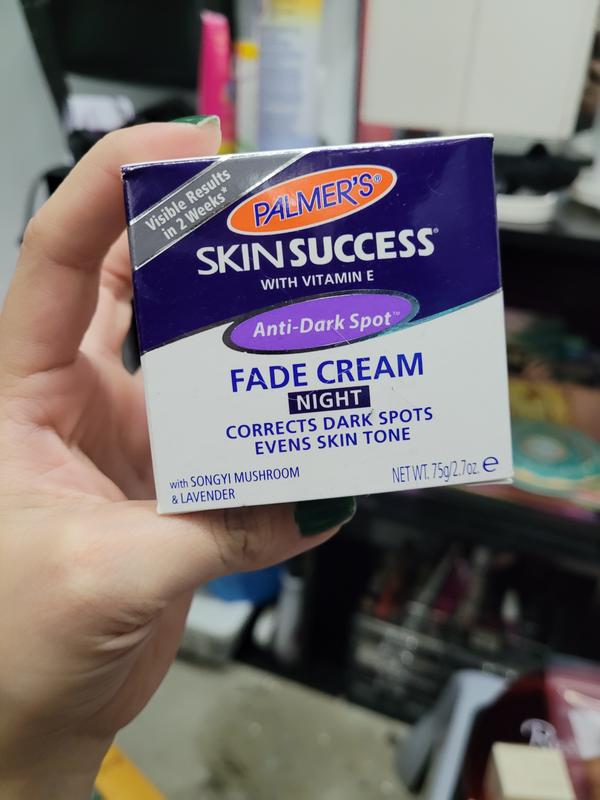 Visible Results
in 2 Weeks*
PALMER'S®
SKIN SUCCESS®
WITH VITAMIN E
Anti-Dark Spot™
FADE CREAM
NIGHT
CORRECTS DARK SPOTS
EVENS SKIN TONE
with SONGYI MUSHROOM
& LAVENDER
NET WT. 75g/2.7oz. ℮